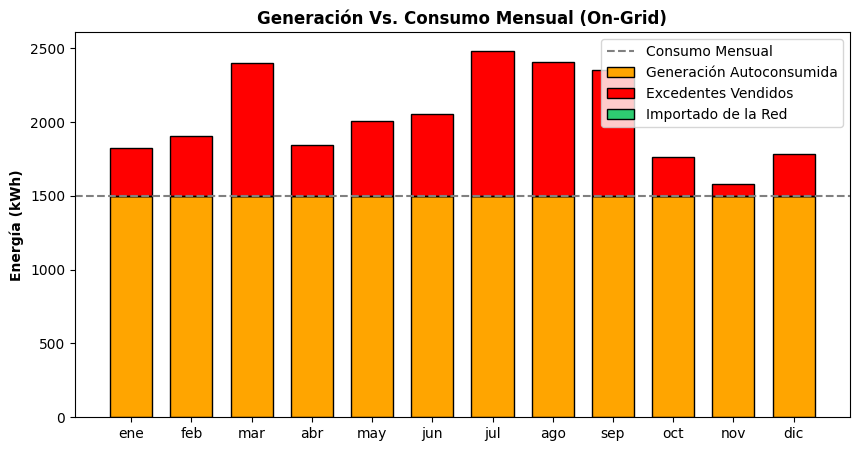 Generación Vs. Consumo Mensual (On-Grid)
Energía (kWh)
2500
2000
1500
1000
500
0
Consumo Mensual
Generación Autoconsumida
Excedentes Vendidos
Importado de la Red
ene feb mar abr may jun jul ago sep oct nov dic